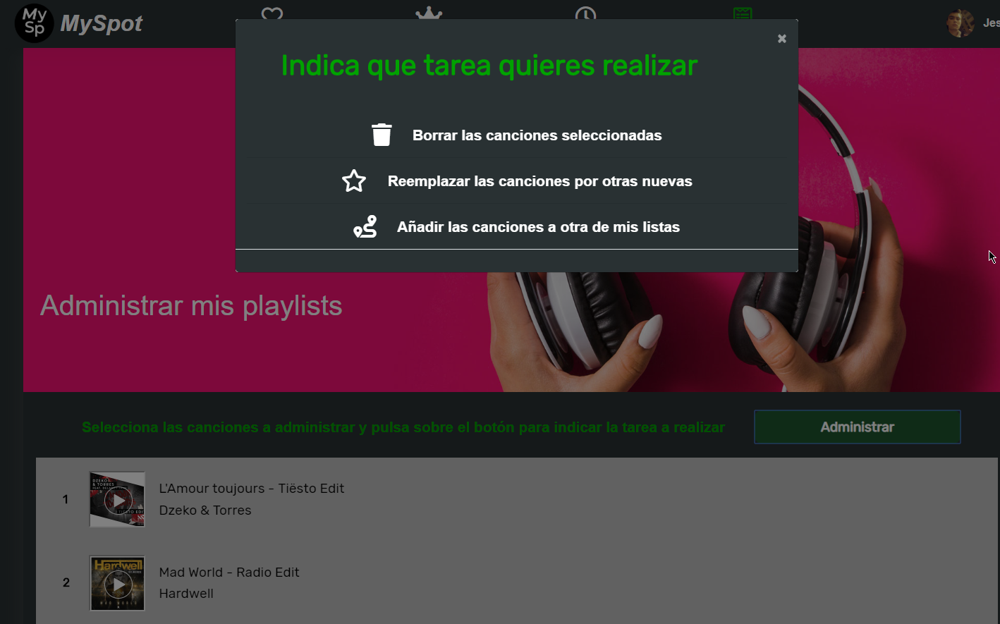 My
Sp
MySpot
Jes
×
Indica que tarea quieres realizar
Borrar las canciones seleccionadas
Reemplazar las canciones por otras nuevas
Añadir las canciones a otra de mis listas
Administrar mis playlists
Selecciona las canciones a administrar y pulsa sobre el botón para indicar la tarea a realizar
Administrar
1
DZEKO
& TORRES
L'Amour toujours - Tiësto Edit
Dzeko & Torres
2
Hardwell
MAD WORLD
Mad World - Radio Edit
Hardwell